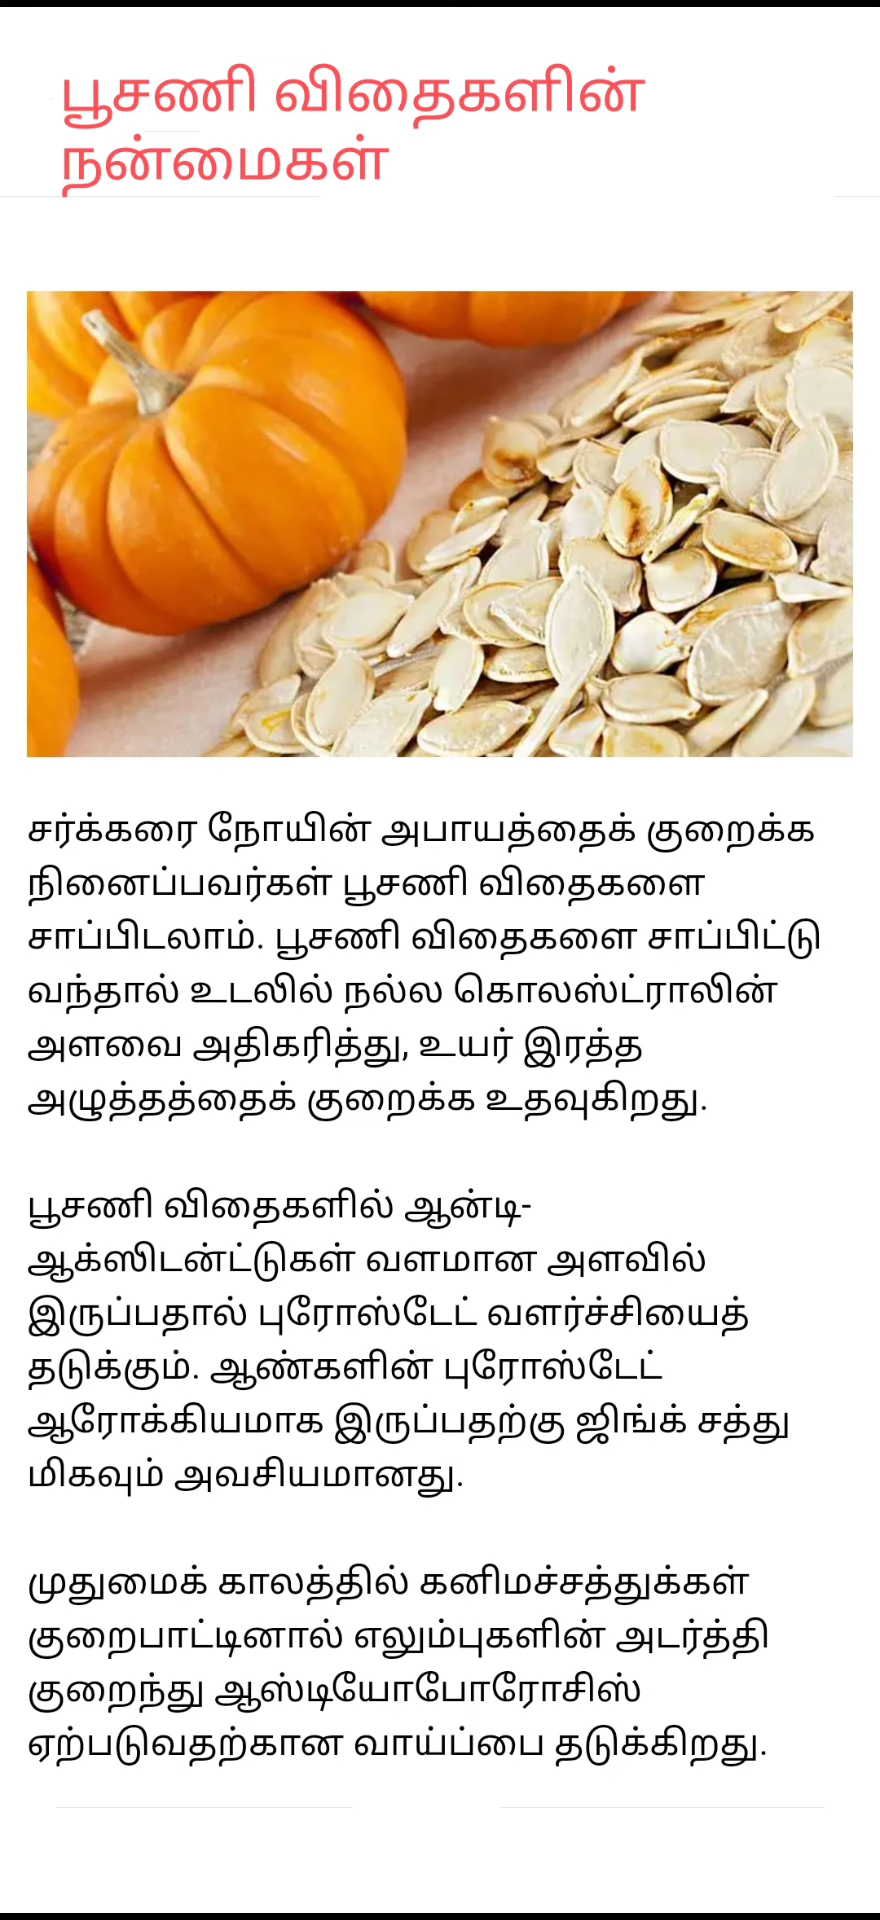 பூசணி விதைகளின்
நன்மைகள்
சர்க்கரை நோயின் அபாயத்தைக் குறைக்க
நினைப்பவர்கள் பூசணி விதைகளை
சாப்பிடலாம். பூசணி விதைகளை சாப்பிட்டு
வந்தால் உடலில் நல்ல கொலஸ்ட்ராலின்
அளவை அதிகரித்து, உயர் இரத்த
அழுத்தத்தைக் குறைக்க உதவுகிறது.
பூசணி விதைகளில் ஆன்டி-
ஆக்ஸிடன்ட்டுகள் வளமான அளவில்
இருப்பதால் புரோஸ்டேட் வளர்ச்சியைத்
தடுக்கும். ஆண்களின் புரோஸ்டேட்
ஆரோக்கியமாக இருப்பதற்கு ஜிங்க் சத்து
மிகவும் அவசியமானது.
முதுமைக் காலத்தில் கனிமச்சத்துக்கள்
குறைபாட்டினால் எலும்புகளின் அடர்த்தி
குறைந்து ஆஸ்டியோபோரோசிஸ்
ஏற்படுவதற்கான வாய்ப்பை தடுக்கிறது.